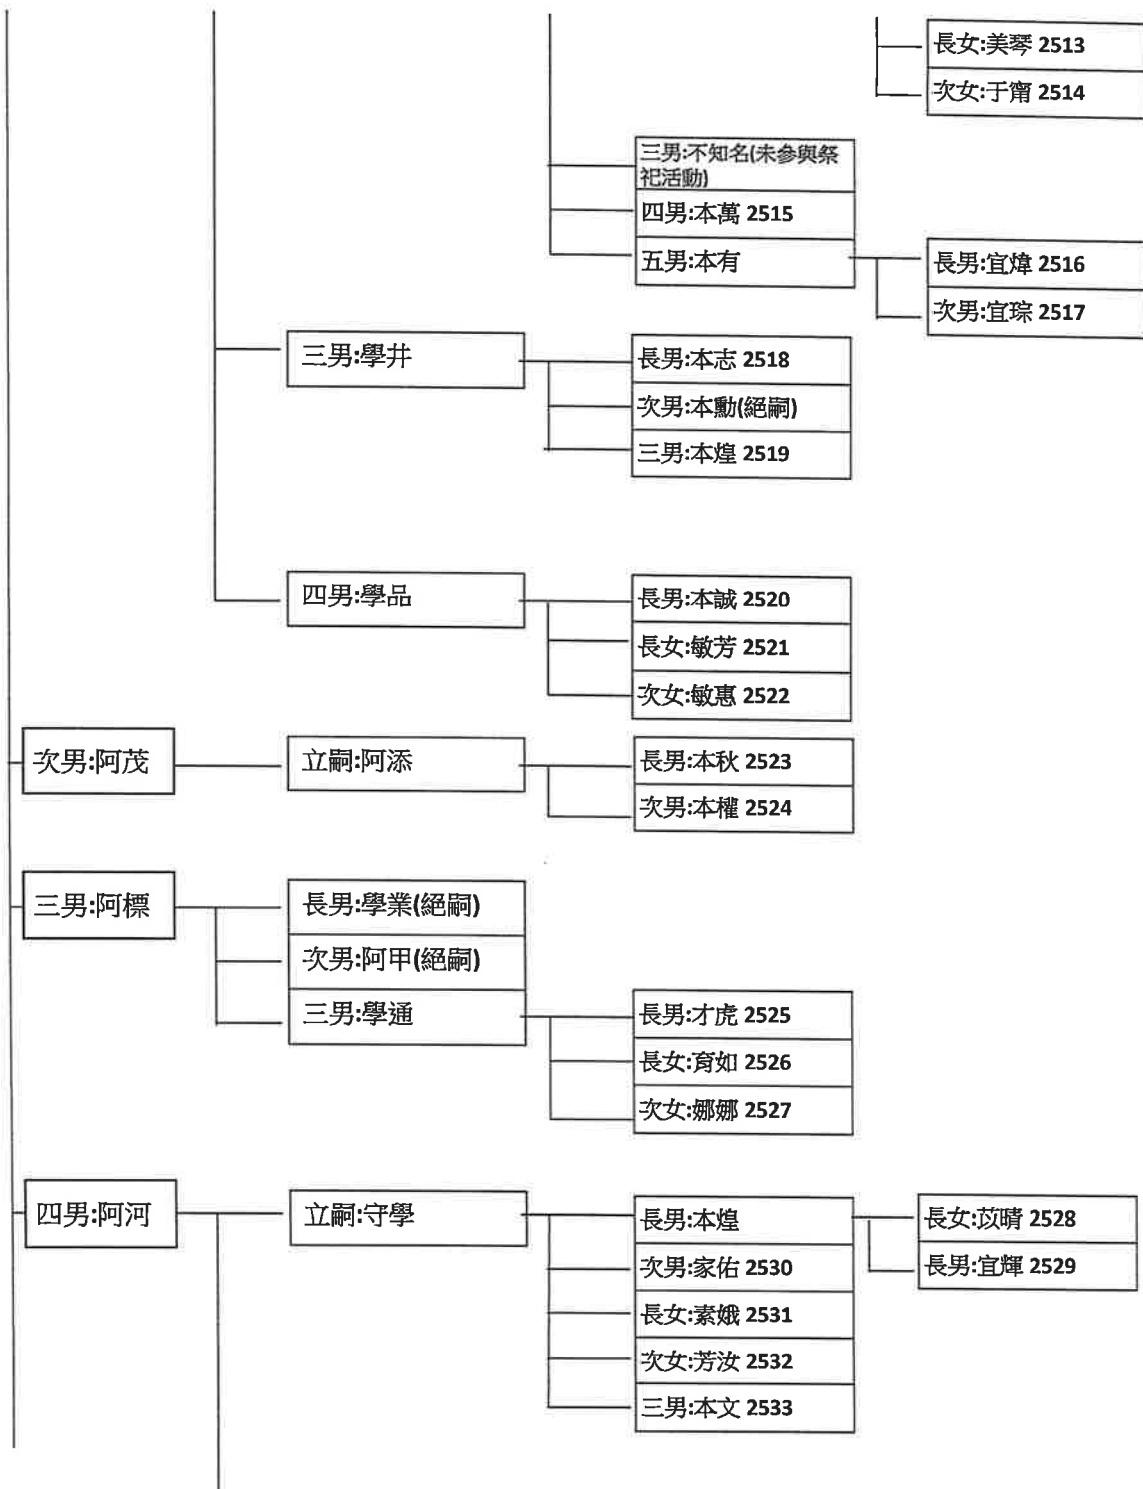 長女:美琴 2513
次女:于甯 2514
三男:不知名(未參與祭
祀活動)
四男:本萬 2515
五男:本有
長男:宜煒 2516
次男:宜琮 2517
三男:學井
長男:本志 2518
次男:本勳(絕嗣)
三男:本煌 2519
四男:學品
長男:本誠 2520
長女:敏芳 2521
次女:敏惠 2522
次男:阿茂
立嗣:阿添
長男:本秋 2523
次男:本權 2524
三男:阿標
長男:學業(絕嗣)
次男:阿甲(絕嗣)
三男:學通
長男:才虎 2525
長女:育如 2526
次女:娜娜 2527
四男:阿河
立嗣:守學
長男:本煌
長女:苡晴 2528
長男:宜輝 2529
次男:家佑 2530
長女:素娥 2531
次女:芳汝 2532
三男:本文 2533